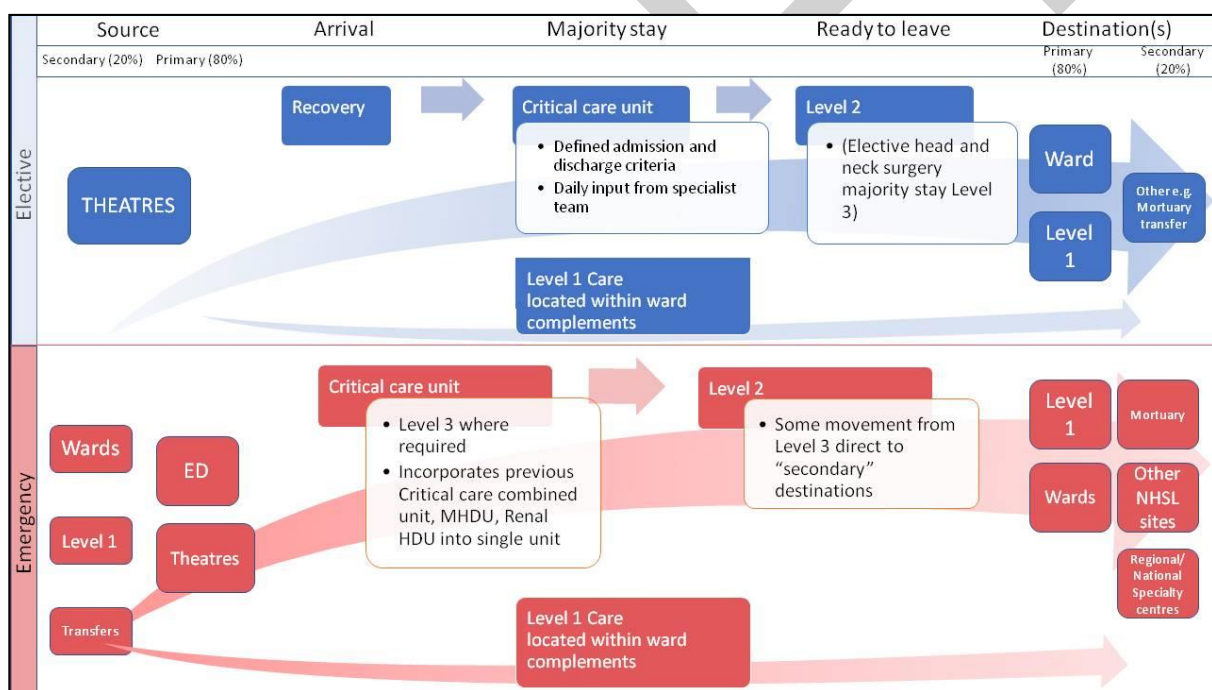 Source
Arrival
Majority stay
Ready to leave
Destination(s)
Secondary (20%)
Primary (80%)
Primary
(80%)
Secondary
(20%)
Elective
THEATRES
Recovery
Critical care unit
• Defined admission and
discharge criteria
• Daily input from specialist
team
Level 2
• (Elective head and
neck surgery
majority stay Level
3)
Ward
Level
1
Other e.g.
Mortuary
transfer
Level 1 Care
located within ward
complements
Emergency
Wards
Level 1
Transfers
ED
Theatres
Critical care unit
• Level 3 where
required
• Incorporates previous
Critical care combined
unit, MHDU, Renal
HDU into single unit
Level 2
• Some movement from
Level 3 direct to
“secondary”
destinations
Level
1
Wards
Mortuary
Other
NHSL
sites
Regional/
National
Specialty
centres
Level 1 Care
located within ward
complements